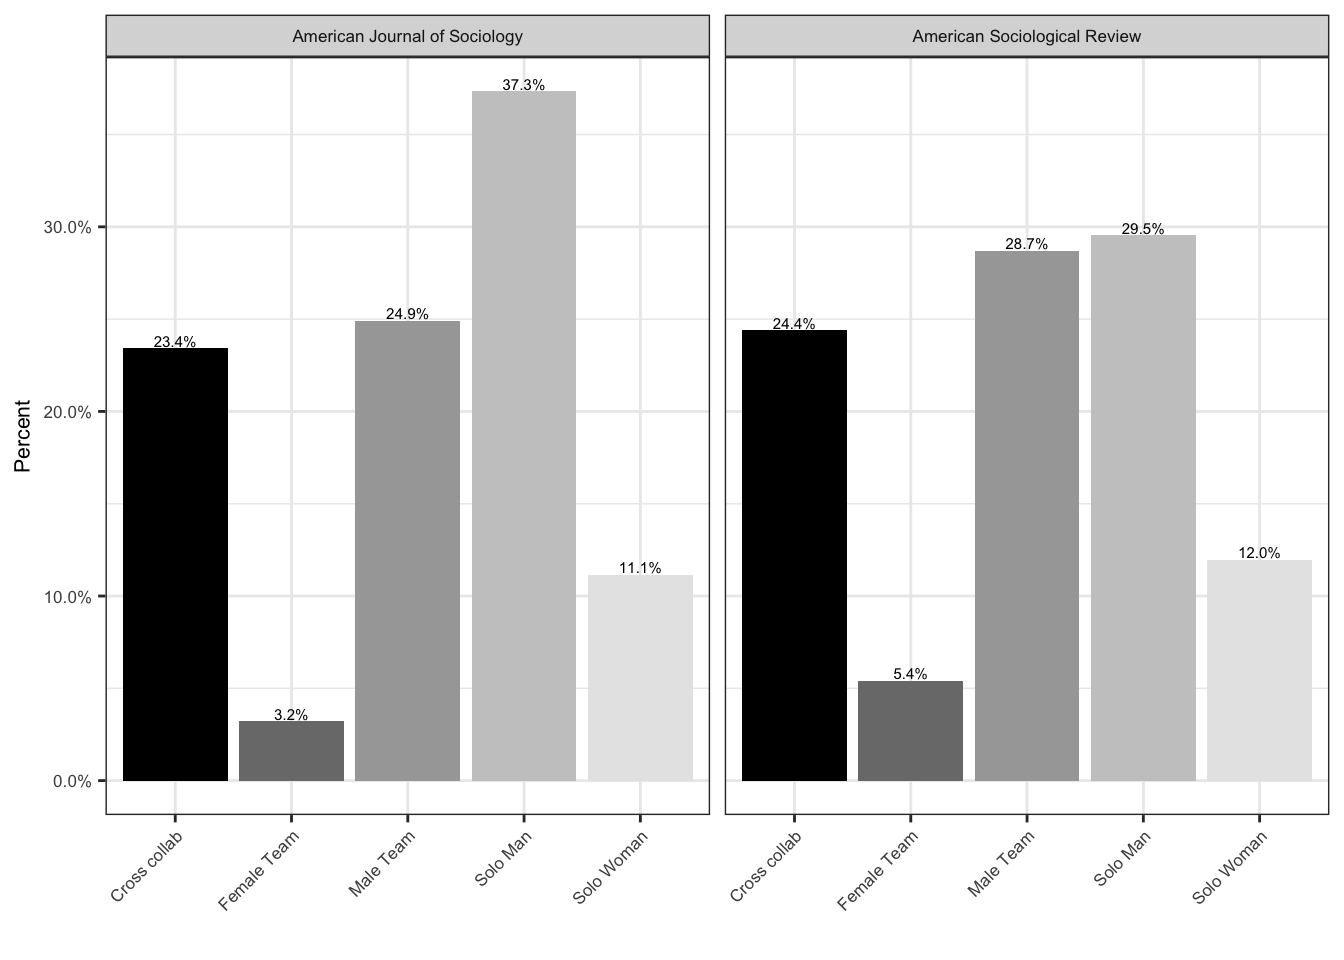 American Journal of Sociology
American Sociological Review
Percent
30.0%
20.0%
10.0%
0.0%
23.4%
3.2%
24.9%
37.3%
11.1%
24.4%
5.4%
28.7%
29.5%
12.0%
Cross collab
Female Team
Male Team
Solo Man
Solo Woman
Cross collab
Female Team
Male Team
Solo Man
Solo Woman